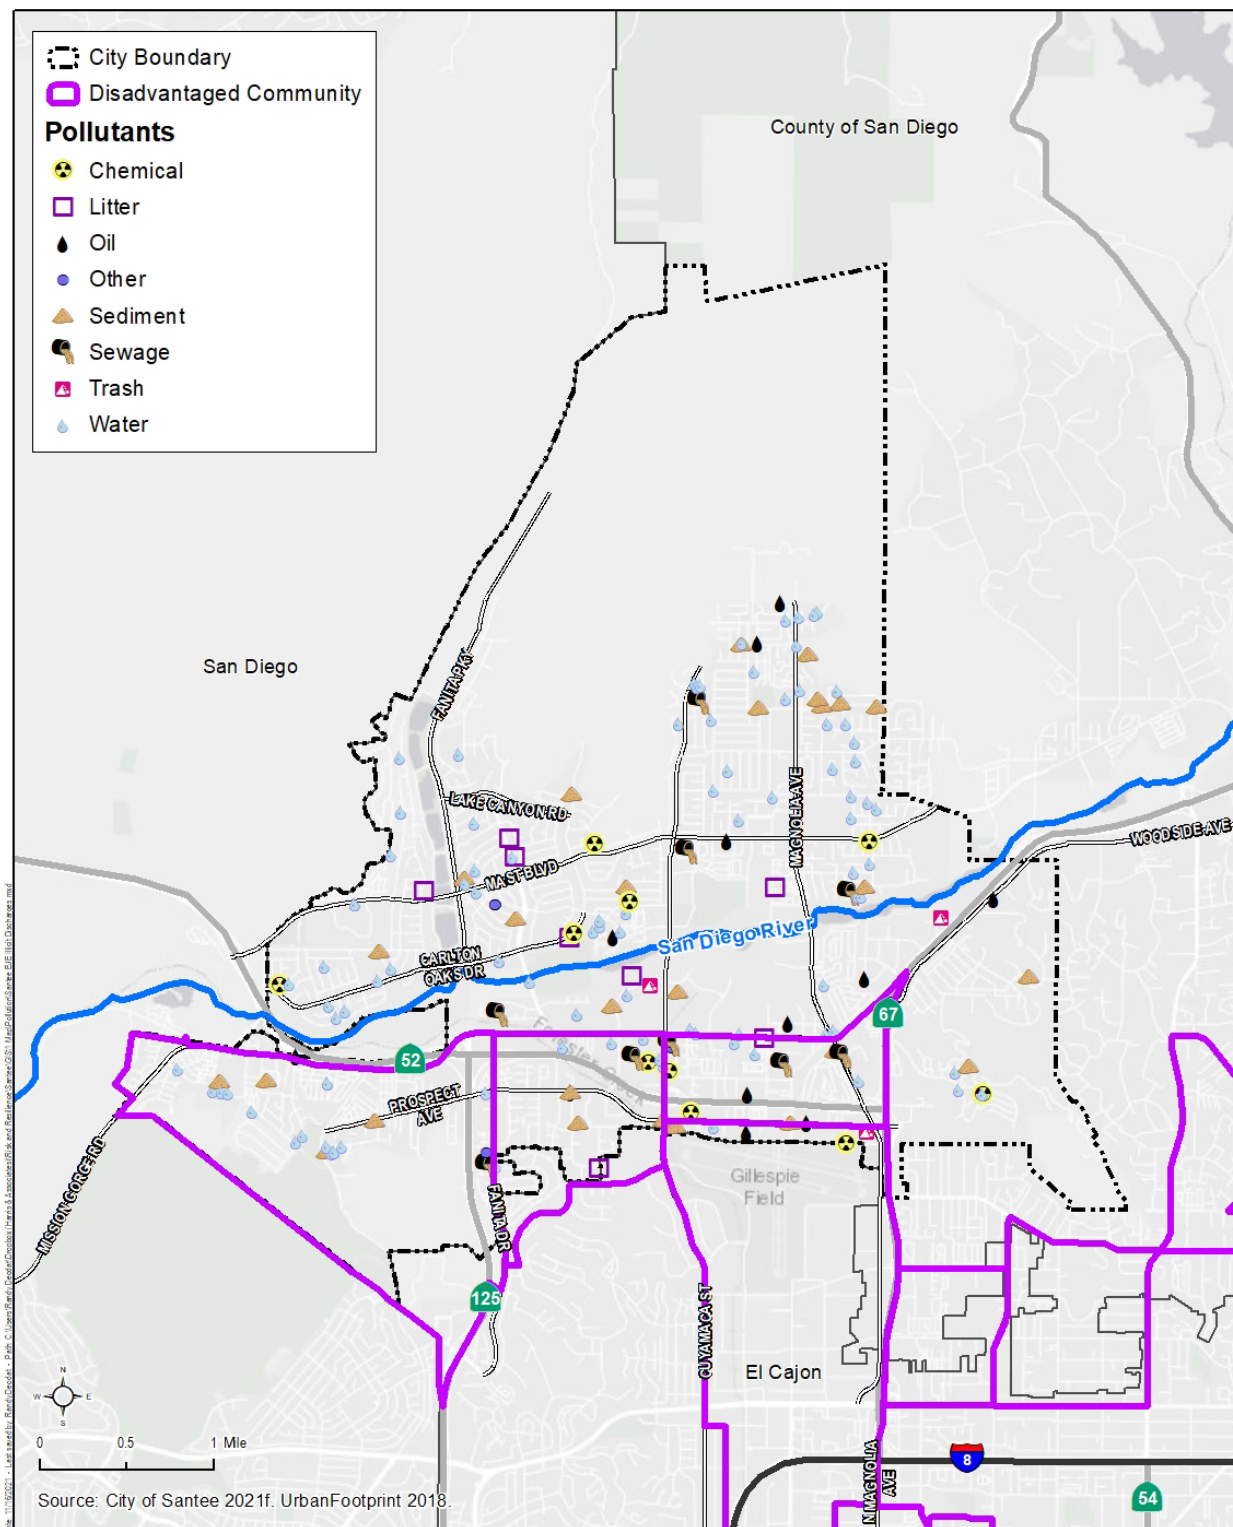 City Boundary
Disadvantaged Community
Pollutants
Chemical
Litter
Oil
Other
Sediment
Sewage
Trash
Water
County of San Diego
San Diego
FANITA PKY
LAKE CANYON RD
MAGNOLIA AVE
MAST BLVD
WOODSIDE AVE
San Diego River
CARLTON
OAKS DR
67
Forester Creek
52
PROSPECT
AVE
MISSION GORGE RD
Gillespie
Field
FANITA DR
125
CUYAMACA ST
El Cajon
N
W E
S
0 0.5 1 Mile
N MAGNOLIA
AVE
8
54
Source: City of Santee 2021f. UrbanFootprint 2018.